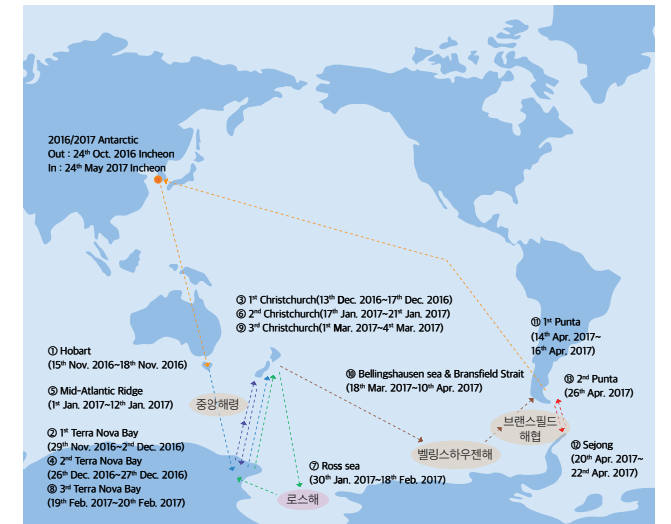 2016/2017 Antarctic
Out : 24th Oct. 2016 Incheon
In : 24th May 2017 Incheon
③ 1st Christchurch(13th Dec. 2016~17th Dec. 2016)
⑥ 2nd Christchurch(17th Jan. 2017~21st Jan. 2017)
⑨ 3rd Christchurch(1st Mar. 2017~4st Mar. 2017)
⑪ 1st Punta
(14th Apr. 2017~
16th Apr. 2017)
① Hobart
(15th Nov. 2016~18th Nov. 2016)
⑩ Bellingshausen sea & Bransfield Strait
(18th Mar. 2017~10th Apr. 2017)
⑬ 2nd Punta
(26th Apr. 2017)
⑤ Mid-Atlantic Ridge
(1st Jan. 2017~12th Jan. 2017)
중앙해령
브랜스필드
해협
② 1st Terra Nova Bay
(29th Nov. 2016~2nd Dec. 2016)
④ 2nd Terra Nova Bay
(26th Dec. 2016~27th Dec. 2016)
⑧ 3rd Terra Nova Bay
(19th Feb. 2017~20th Feb. 2017)
벨링스하우젠해
⑫ Sejong
(20th Apr. 2017~
22nd Apr. 2017)
⑦ Ross sea
(30th Jan. 2017~18th Feb. 2017)
로스해